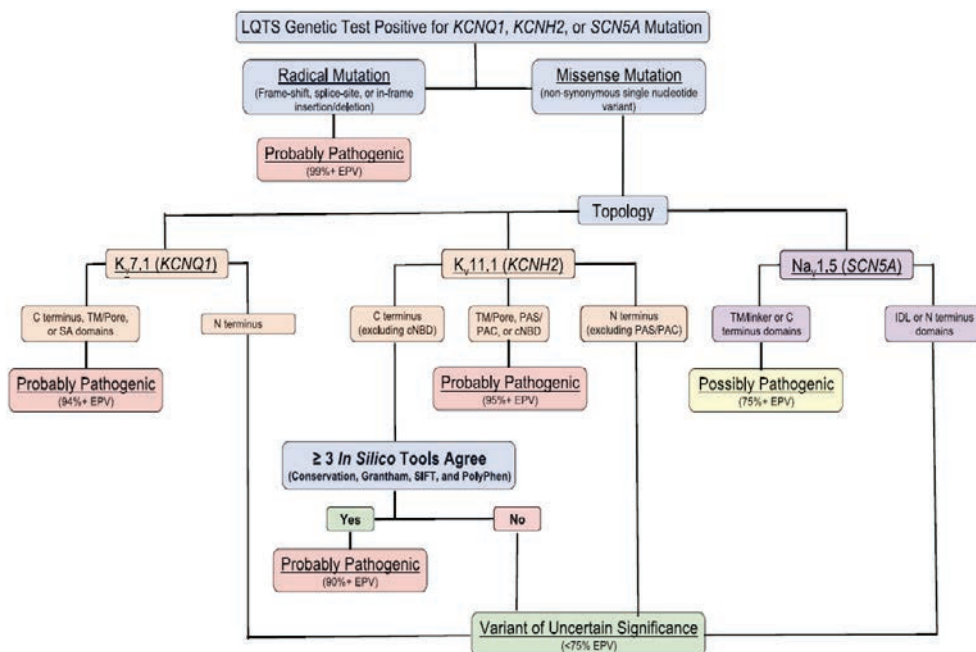 LQTS Genetic Test Positive for KCNQ1, KCNH2, or SCN5A Mutation
Radical Mutation
(Frame-shift, splice-site, or in-frame
insertion/deletion)
Missense Mutation
(non-synonymous single nucleotide
variant)
Probably Pathogenic
(99%+ EPV)
Topology
Kv7.1 (KCNQ1)
Kv11.1 (KCNH2)
Nav1.5 (SCN5A)
C terminus, TM/Pore,
or SA domains
N terminus
C terminus
(excluding cNBD)
TM/Pore, PAS/
PAC, or cNBD
N terminus
(excluding PAS/PAC)
TM/linker or C
terminus domains
IDL or N terminus
domains
Probably Pathogenic
(94%+ EPV)
Probably Pathogenic
(95%+ EPV)
Possibly Pathogenic
(75%+ EPV)
≥ 3 In Silico Tools Agree
(Conservation, Grantham, SIFT, and PolyPhen)
Yes
No
Probably Pathogenic
(90%+ EPV)
Variant of Uncertain Significance
(<75% EPV)